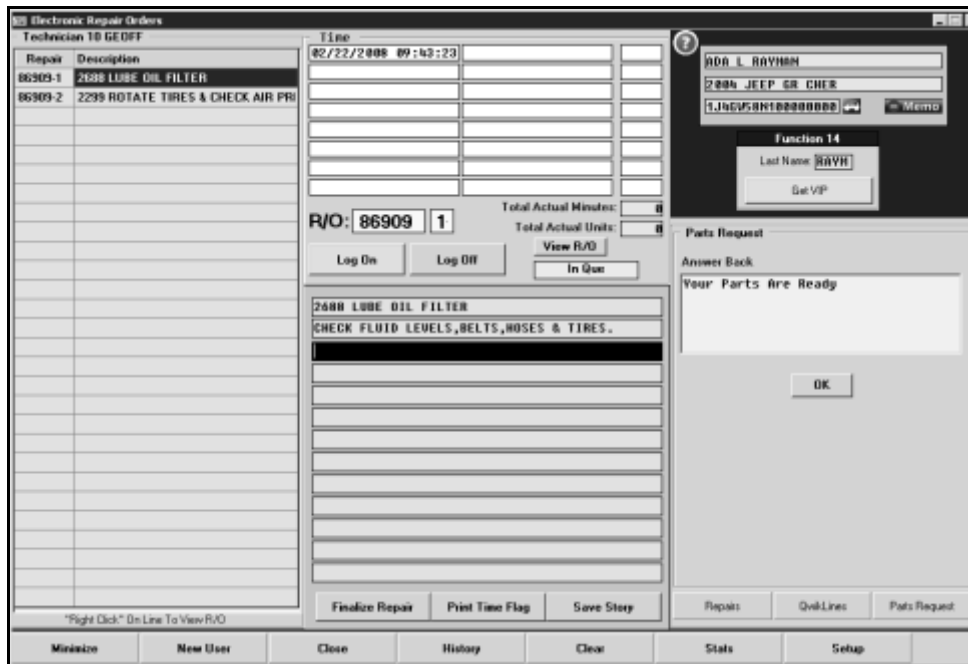 Electronic Repair Orders
Technician 10 GEOFF
Repair Description
86909-1 2688 LUBE OIL FILTER
86909-2 2299 ROTATE TIRES & CHECK AIR PRI
"Right Click" On Line To View R/O
Time
02/22/2008 09:43:23
Total Actual Minutes: 0
Total Actual Units: 0
R/O: 86909 1
Log On Log Off View R/O
In Que
2688 LUBE OIL FILTER
CHECK FLUID LEVELS,BELTS,HOSES & TIRES.
Finalize Repair Print Time Flag Save Story
?
ADA L RAYMAN
2004 JEEP GR CHER
1J4GV58N100000000 Memo
Function 14
Last Name: RAYM
Get VIP
Parts Request
Answer Back
Your Parts Are Ready
OK
Repairs QwikLines Parts Request
Minimize New User Close History Clear Stats Setup